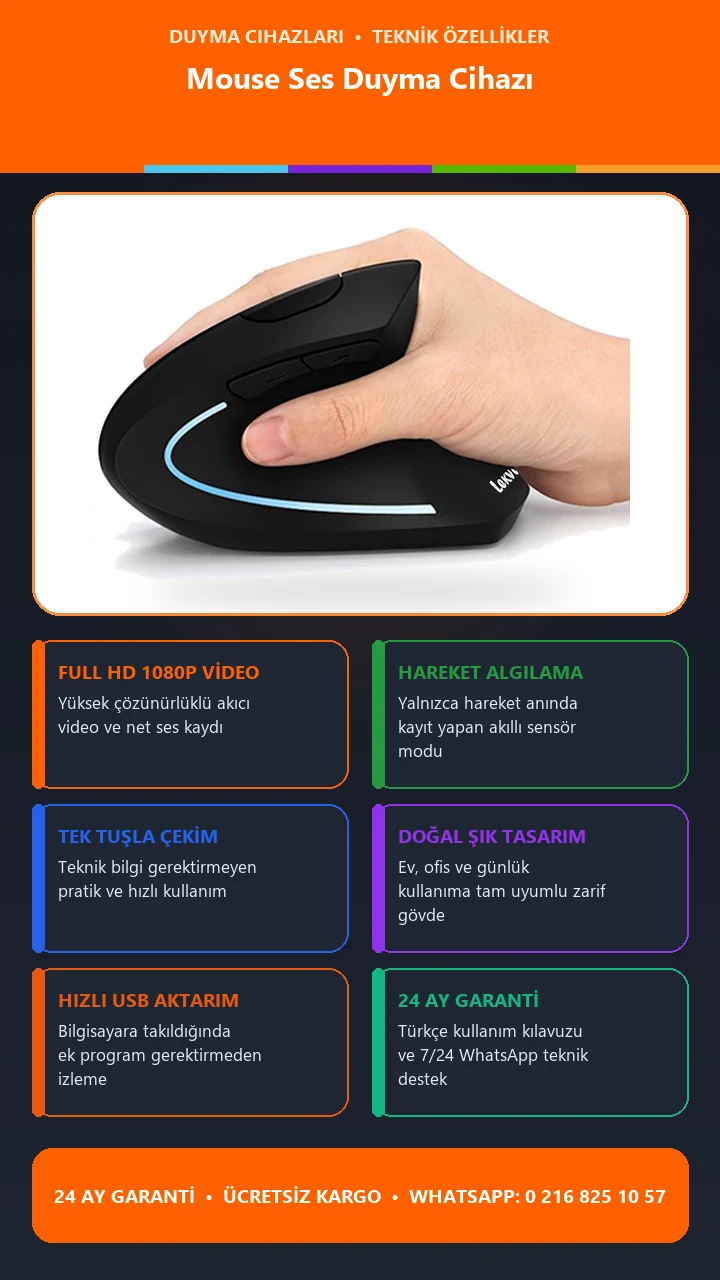 DUYMA CIHAZLARI • TEKNİK ÖZELLİKLER
Mouse Ses Duyma Cihazı
FULL HD 1080P VİDEO
Yüksek çözünürlüklü akıcı
video ve net ses kaydı
HAREKET ALGILAMA
Yalnızca hareket anında
kayıt yapan akıllı sensör
modu
TEK TUŞLA ÇEKİM
Teknik bilgi gerektirmeyen
pratik ve hızlı kullanım
DOĞAL ŞIK TASARIM
Ev, ofis ve günlük
kullanıma tam uyumlu zarif
gövde
HIZLI USB AKTARIM
Bilgisayara takıldığında
ek program gerektirmeden
izleme
24 AY GARANTİ
Türkçe kullanım kılavuzu
ve 7/24 WhatsApp teknik
destek
24 AY GARANTİ • ÜCRETSİZ KARGO • WHATSAPP: 0 216 825 10 57